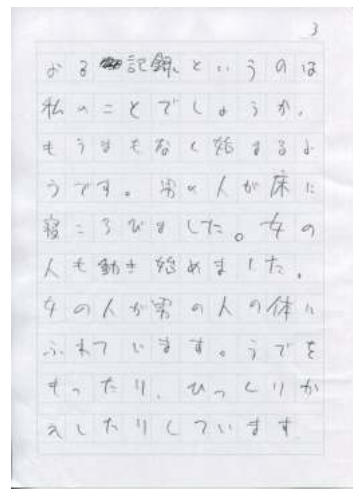 3
よる記録というのは
私のことでしょうか。
もうまもなく始まるよ
うです。男の人が床に
寝ころびました。女の
人も動き始めました。
女の人が男の人の体に
ふれています。うでを
もったり、ひっくりか
えしたりしています